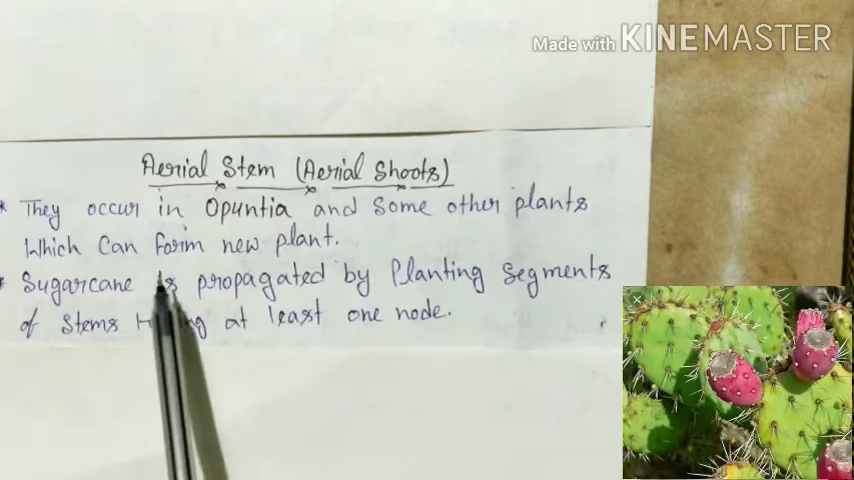 Made with KINEMASTER
Aerial Stem (Aerial Shoots)
* They occur in Opuntia and some other plants
which can form new plant.
* Sugarcane is propagated by Planting Segments
of stems at least one node.